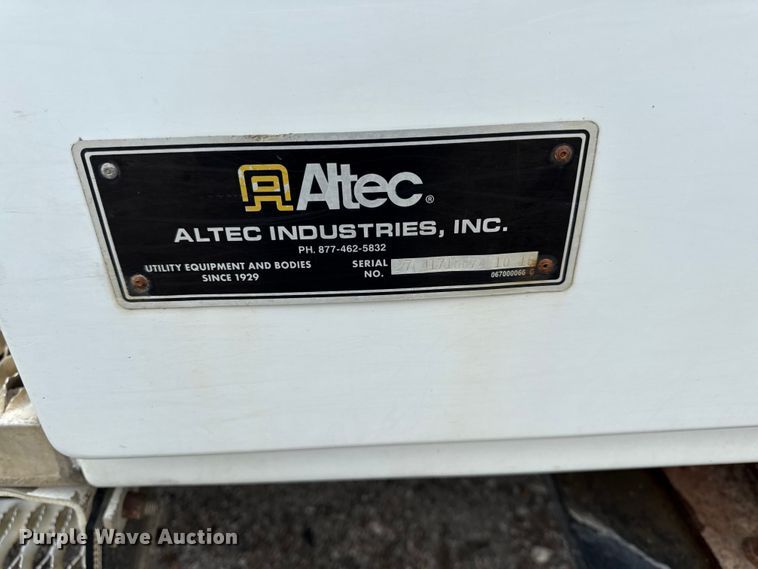 Altec®
ALTEC INDUSTRIES, INC.
PH. 877-462-5832
UTILITY EQUIPMENT AND BODIES
SINCE 1929
SERIAL
NO.
067000066
Purple Wave Auction